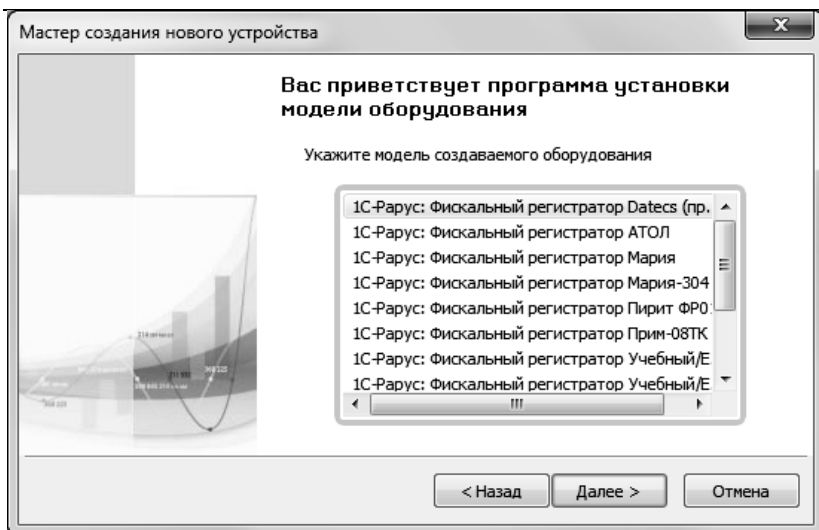 Мастер создания нового устройства
Вас приветствует программа установки
модели оборудования
Укажите модель создаваемого оборудования
1С-Рарус: Фискальный регистратор Datecs (пр.
1С-Рарус: Фискальный регистратор АТОЛ
1С-Рарус: Фискальный регистратор Мария
1С-Рарус: Фискальный регистратор Мария-304
1С-Рарус: Фискальный регистратор Пирит ФР0
1С-Рарус: Фискальный регистратор Прим-08ТК
1С-Рарус: Фискальный регистратор Учебный/Е
1С-Рарус: Фискальный регистратор Учебный/Е
< Назад
Далее >
Отмена